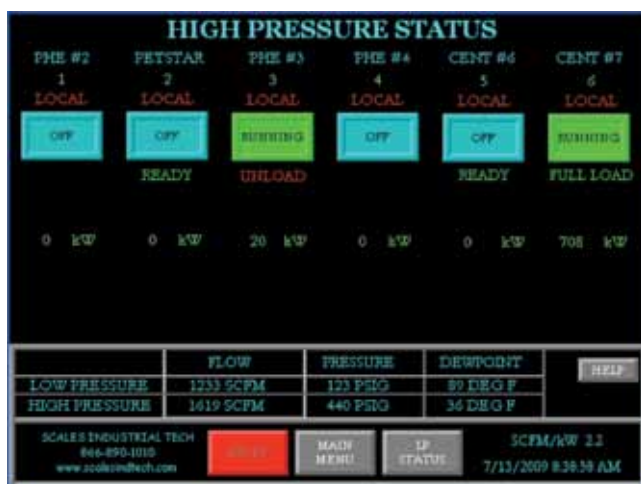 HIGH PRESSURE STATUS
PHE #2 PETSTAR PHE #3 PHE #4 CENT #6 CENT #7
1 2 3 4 5 6
LOCAL LOCAL LOCAL LOCAL LOCAL LOCAL
OFF OFF RUNNING OFF OFF RUNNING
READY UNLOAD READY FULL LOAD
0 kW 0 kW 20 kW 0 kW 0 kW 708 kW
FLOW PRESSURE DEWPOINT
HELP
LOW PRESSURE 1233 SCFM 123 PSIG 89 DEG F
HIGH PRESSURE 1619 SCFM 440 PSIG 36 DEG F
SCALES INDUSTRIAL TECH
866-890-1010
www.scalesindtech.com
MAIN MENU
LP STATUS
SCFM/kW 2.2
7/13/2009 8:38:58 AM